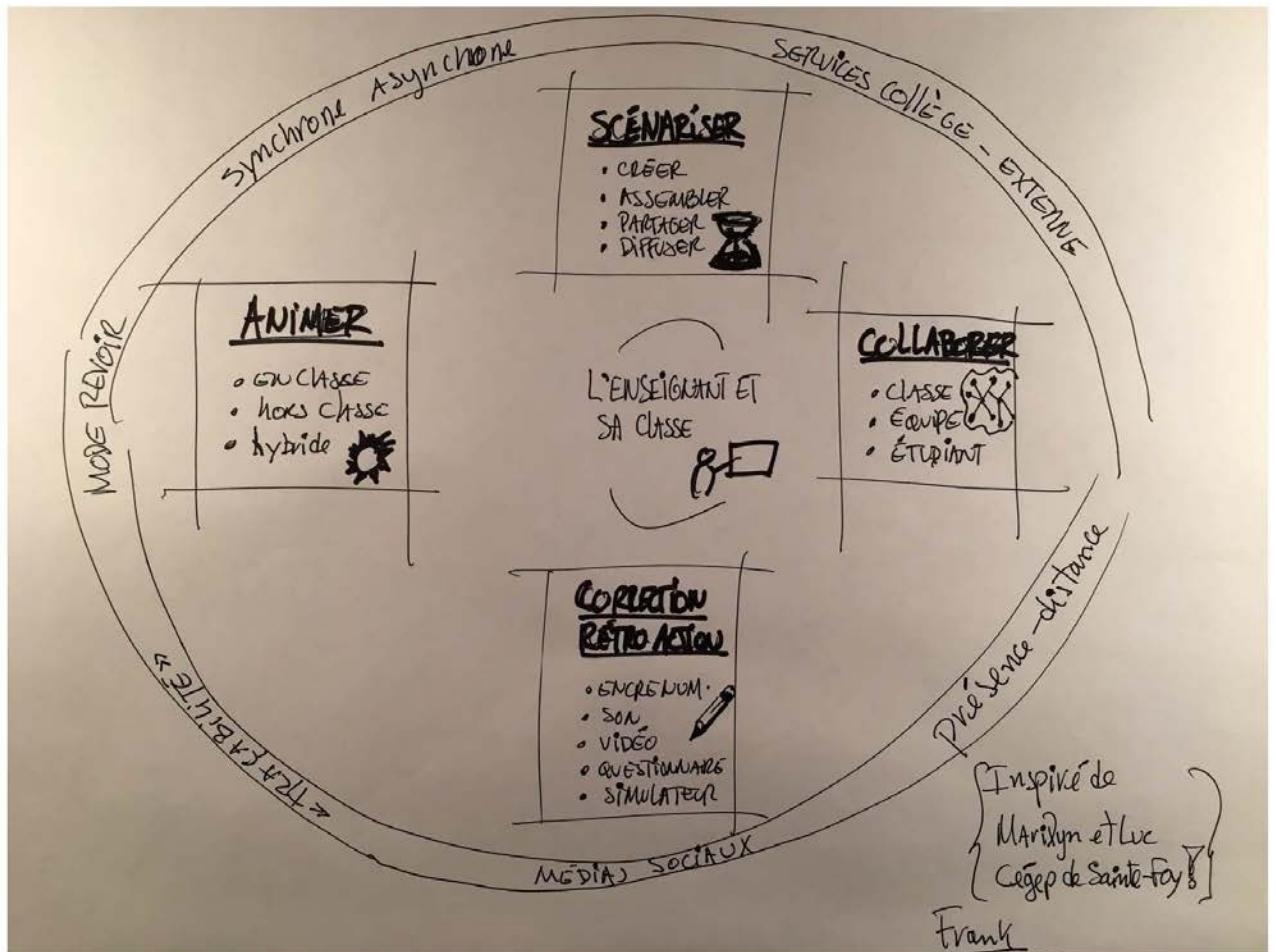 Synchrone Asynchrone
SERVICES COLLÈGE - EXTERNE
SCÉNARISER
• CRÉER
• ASSEMBLER
• PARTAGER
• DIFFUSER
MODE REVOIR
ANIMER
• EN CLASSE
• hors classe
• hybride
L'ENSEIGNANT ET
SA CLASSE
COLLABORER
• CLASSE
• ÉQUIPE
• ÉTUDIANT
CORRECTION
RÉTROACTION
• ENCRE NUM.
• SON
• VIDÉO
• QUESTIONNAIRE
• SIMULATEUR
«TRAÇABILITÉ»
MÉDIAS SOCIAUX
présence-distance
Inspiré de
Marilyn et Luc
Cégep de Sainte-Foy
Frank